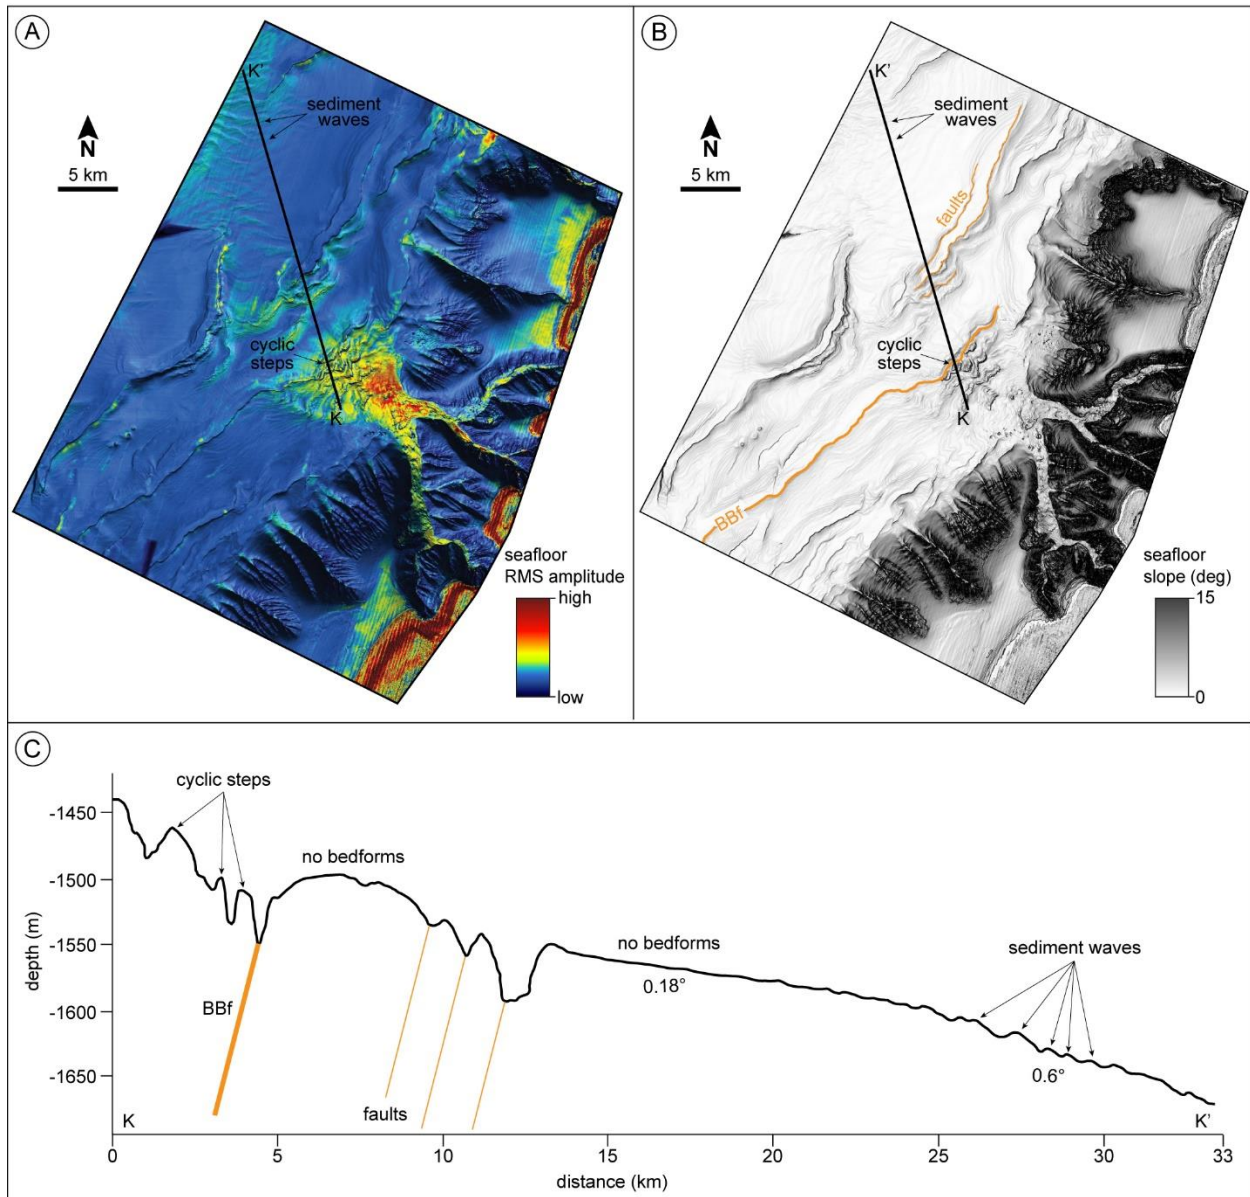 A
K'
sediment
waves
N
5 km
cyclic
steps
K
seafloor
RMS amplitude
high
low
B
K'
sediment
waves
N
5 km
faults
cyclic
steps
K
BBf
seafloor
slope (deg)
15
0
C
cyclic steps
-1450
no bedforms
-1500
-1550
no bedforms
sediment waves
depth (m)
0.18°
BBf
-1600
0.6°
-1650
faults
K
K'
0
5
10
15
20
25
30
33
distance (km)